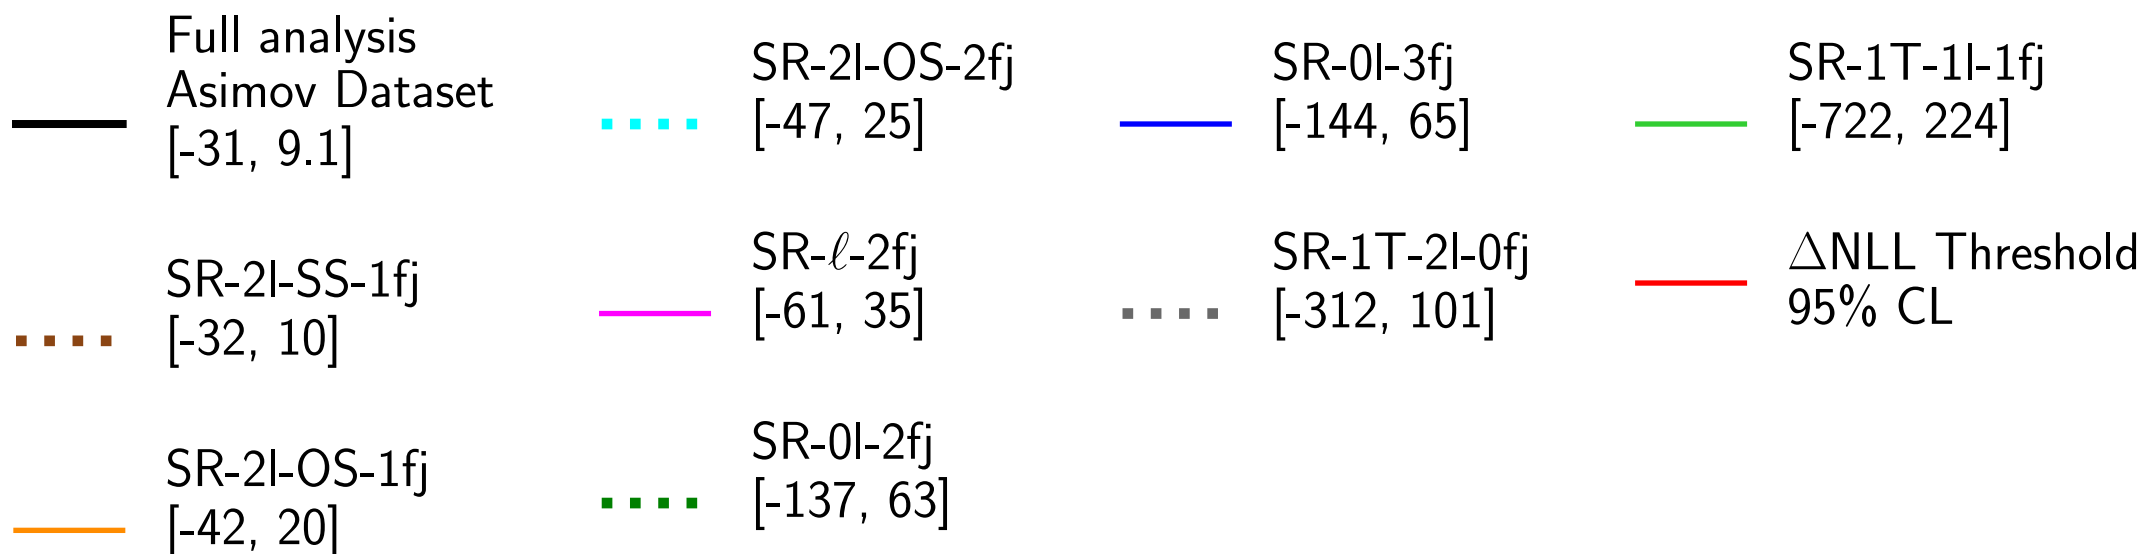 Full analysis
Asimov Dataset
[-31, 9.1]
SR-2l-SS-1fj
[-32, 10]
SR-2l-OS-1fj
[-42, 20]
SR-2l-OS-2fj
[-47, 25]
SR-ℓ-2fj
[-61, 35]
SR-0l-2fj
[-137, 63]
SR-0l-3fj
[-144, 65]
SR-1T-2l-0fj
[-312, 101]
SR-1T-1l-1fj
[-722, 224]
△NLL Threshold
95% CL